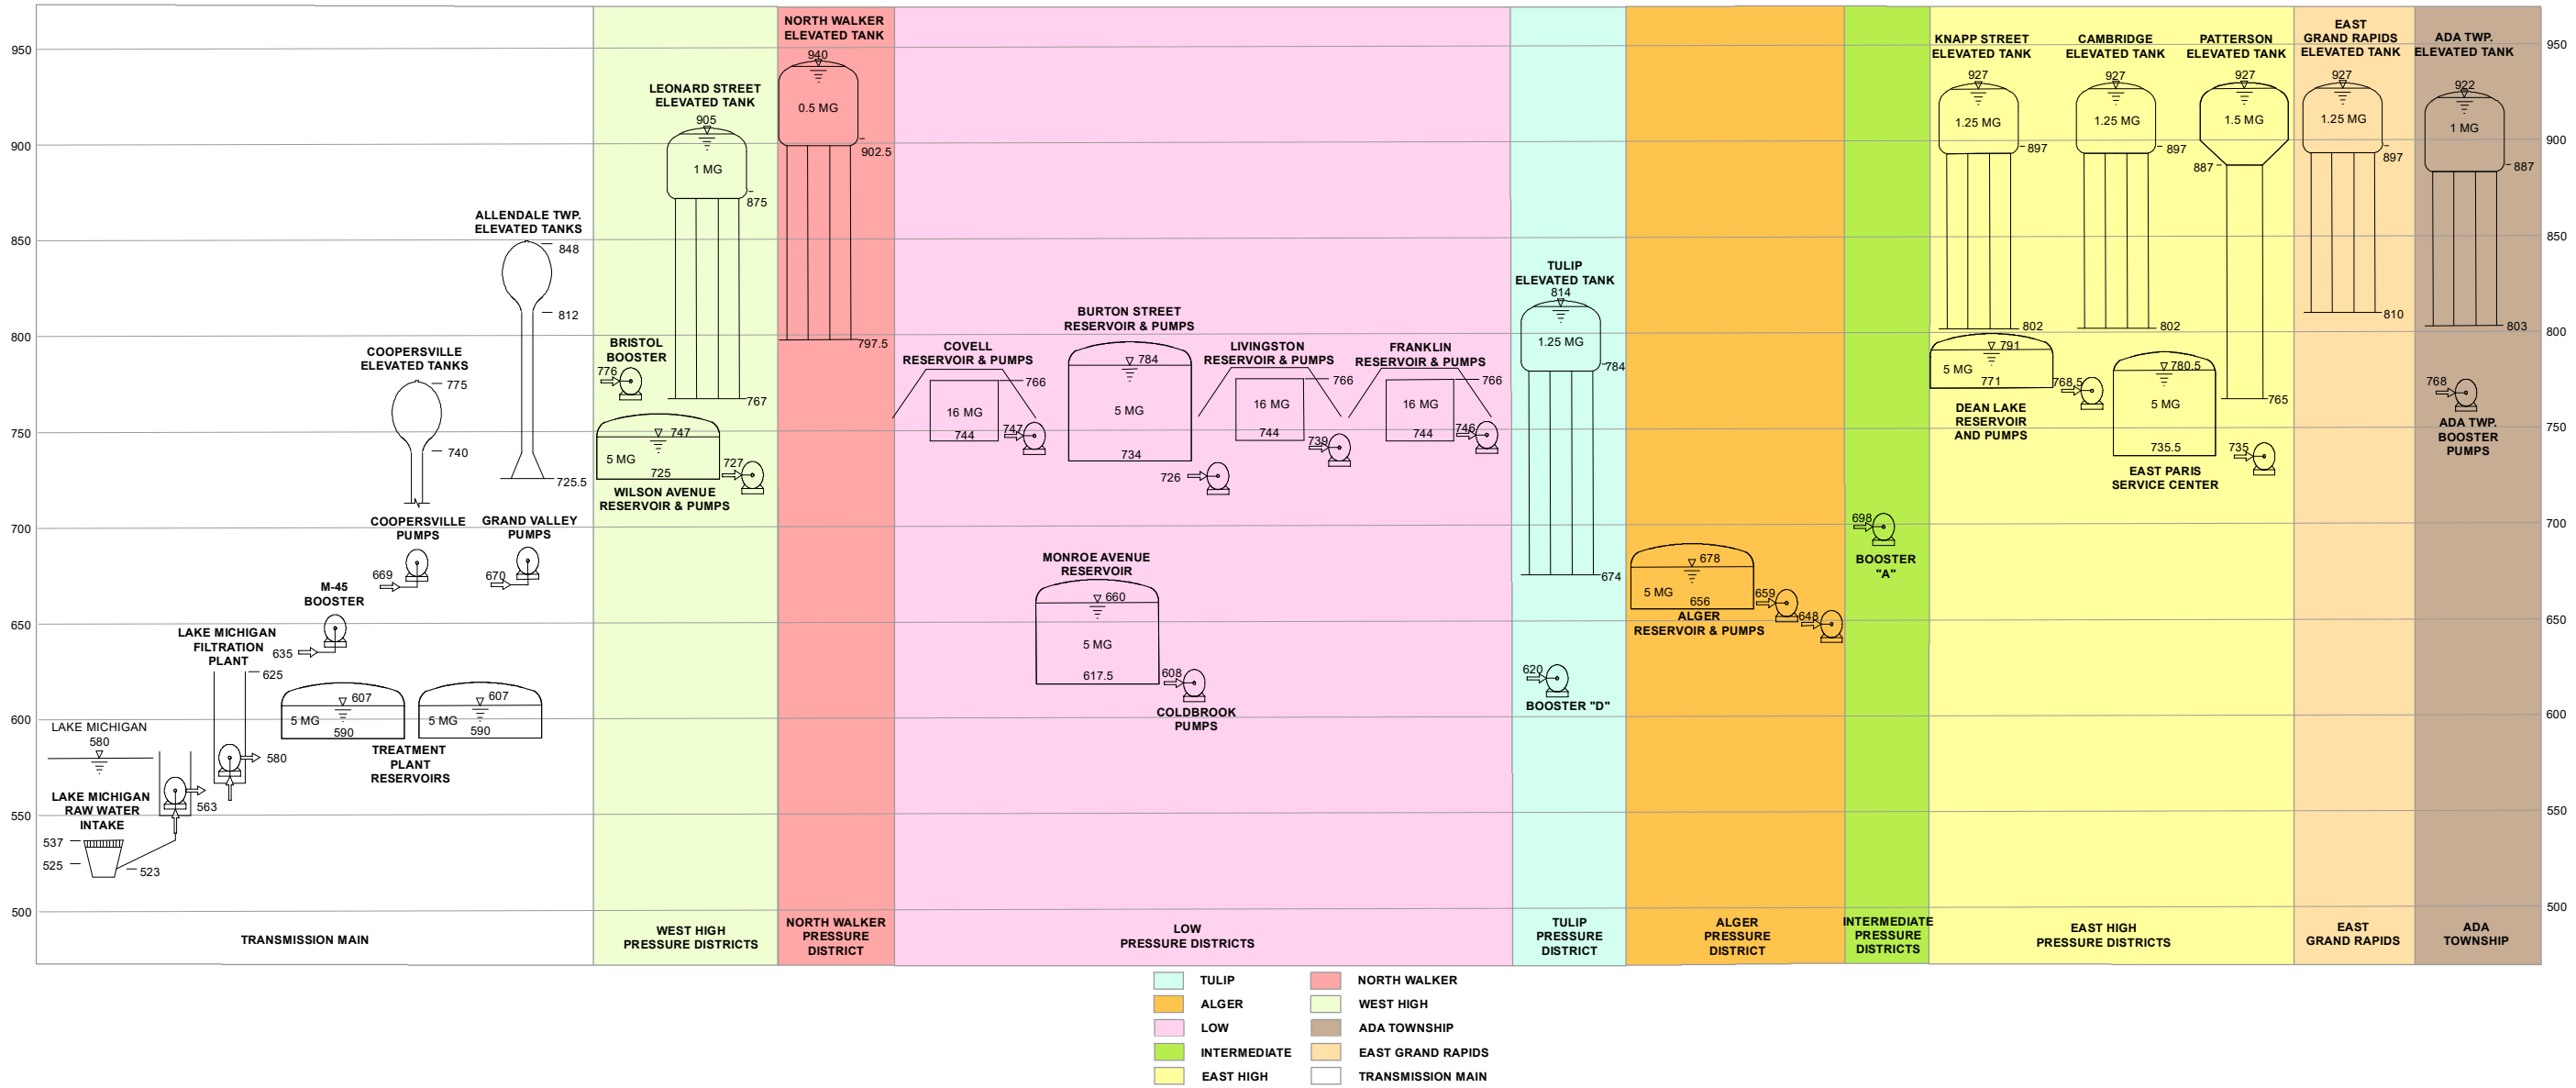 950
900
850
800
750
700
650
600
550
500
LAKE MICHIGAN
580
LAKE MICHIGAN
RAW WATER
INTAKE
537
525
523
563
LAKE MICHIGAN
FILTRATION
PLANT
625
580
M-45
BOOSTER
635
607
5 MG
590
607
5 MG
590
TREATMENT
PLANT
RESERVOIRS
COOPERSVILLE
ELEVATED TANKS
775
740
COOPERSVILLE
PUMPS
669
ALLENDALE TWP.
ELEVATED TANKS
848
812
725.5
GRAND VALLEY
PUMPS
670
TRANSMISSION MAIN
LEONARD STREET
ELEVATED TANK
905
1 MG
875
767
BRISTOL
BOOSTER
776
747
5 MG
725
727
WILSON AVENUE
RESERVOIR & PUMPS
WEST HIGH
PRESSURE DISTRICTS
NORTH WALKER
ELEVATED TANK
940
0.5 MG
902.5
797.5
NORTH WALKER
PRESSURE
DISTRICT
COVELL
RESERVOIR & PUMPS
766
16 MG
744
747
BURTON STREET
RESERVOIR & PUMPS
784
5 MG
734
726
LIVINGSTON
RESERVOIR & PUMPS
766
16 MG
744
739
FRANKLIN
RESERVOIR & PUMPS
766
16 MG
744
746
MONROE AVENUE
RESERVOIR
660
5 MG
617.5
608
COLDBROOK
PUMPS
LOW
PRESSURE DISTRICTS
TULIP
ELEVATED TANK
814
1.25 MG
784
674
620
BOOSTER "D"
TULIP
PRESSURE
DISTRICT
678
5 MG
656
659
648
ALGER
RESERVOIR & PUMPS
ALGER
PRESSURE
DISTRICT
698
BOOSTER
"A"
INTERMEDIATE
PRESSURE
DISTRICTS
KNAPP STREET
ELEVATED TANK
927
1.25 MG
897
802
CAMBRIDGE
ELEVATED TANK
927
1.25 MG
897
802
PATTERSON
ELEVATED TANK
927
1.5 MG
887
765
791
5 MG
771
768.5
DEAN LAKE
RESERVOIR
AND PUMPS
780.5
5 MG
735.5
735
EAST PARIS
SERVICE CENTER
EAST HIGH
PRESSURE DISTRICTS
EAST
GRAND RAPIDS
ELEVATED TANK
927
1.25 MG
897
810
EAST
GRAND RAPIDS
ADA TWP.
ELEVATED TANK
922
1 MG
887
803
768
ADA TWP.
BOOSTER
PUMPS
ADA
TOWNSHIP
950
900
850
800
750
700
650
600
550
500
TULIP
ALGER
LOW
INTERMEDIATE
EAST HIGH
NORTH WALKER
WEST HIGH
ADA TOWNSHIP
EAST GRAND RAPIDS
TRANSMISSION MAIN